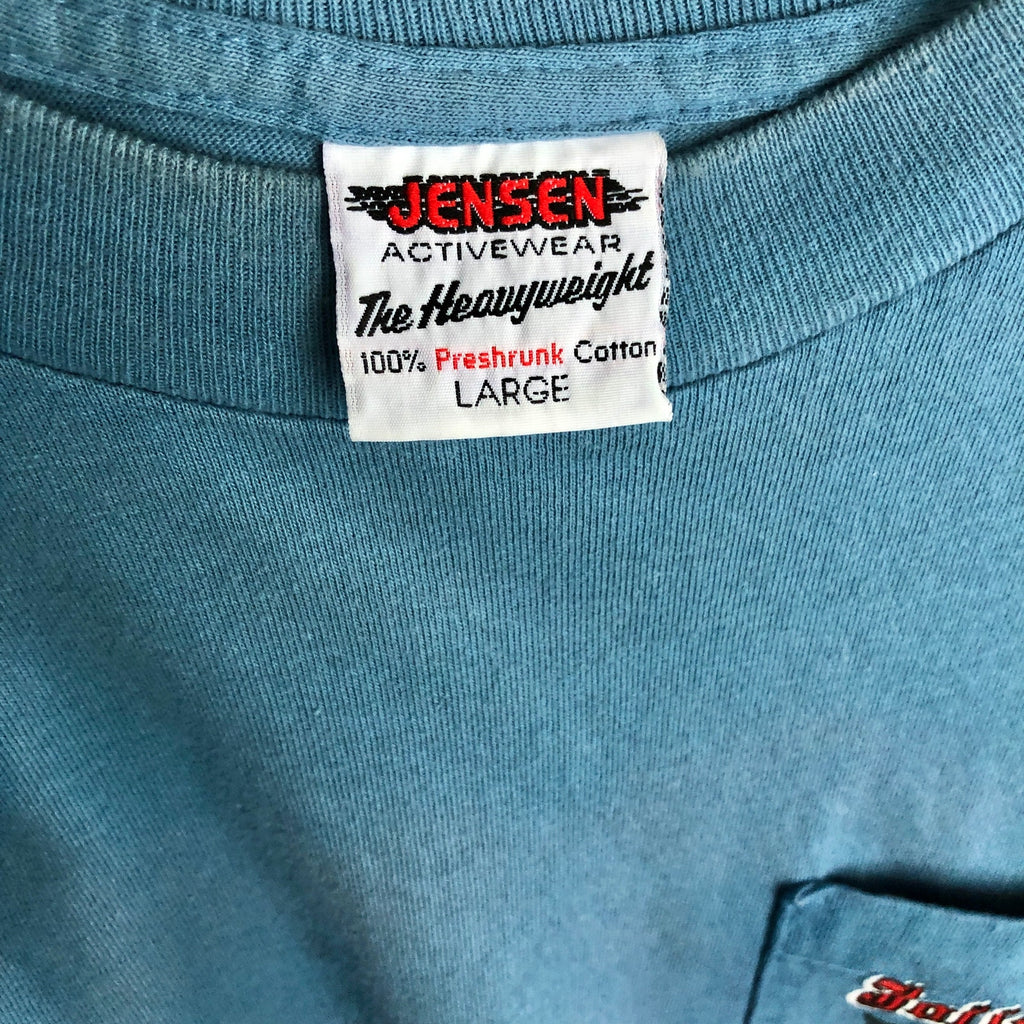 JENSEN
ACTIVEWEAR
The Heavyweight
100% Preshrunk Cotton
LARGE